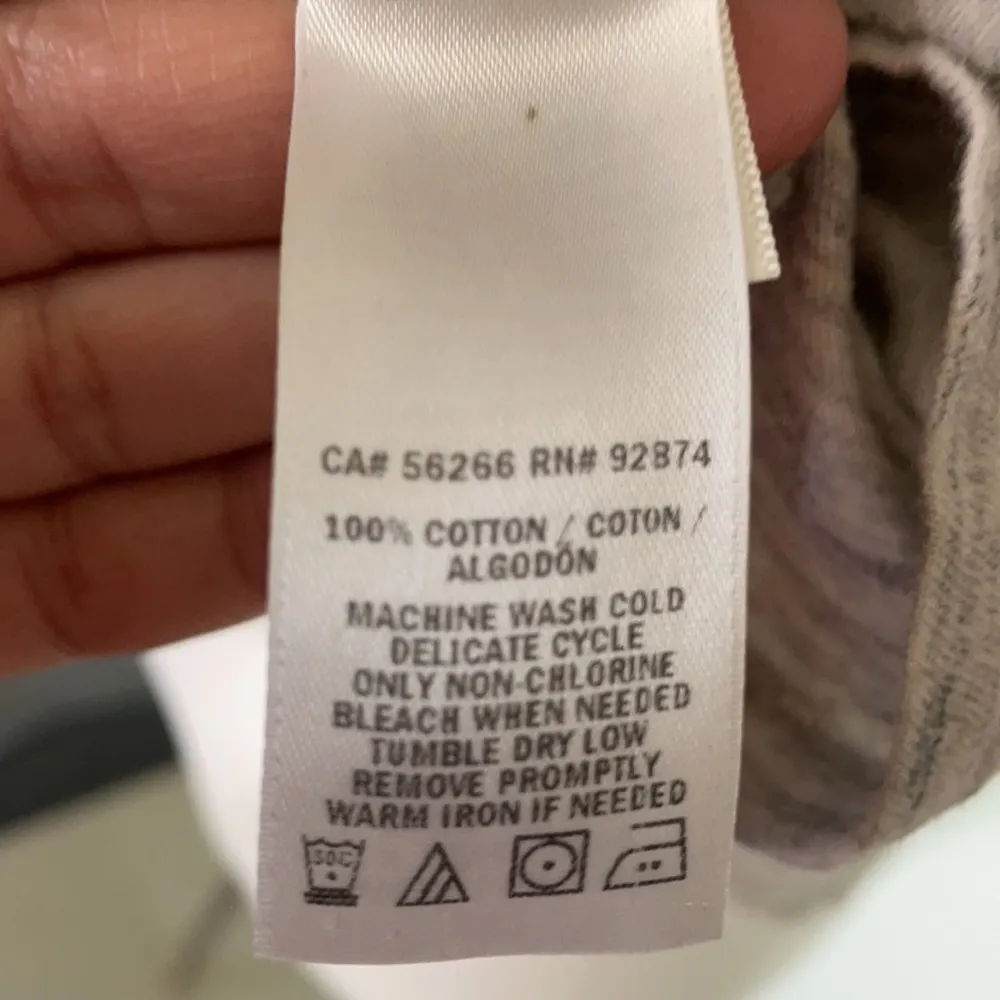 CA# 56266 RN# 92874
100% COTTON / COTON /
ALGODÓN
MACHINE WASH COLD
DELICATE CYCLE
ONLY NON-CHLORINE
BLEACH WHEN NEEDED
TUMBLE DRY LOW
REMOVE PROMPTLY
WARM IRON IF NEEDED